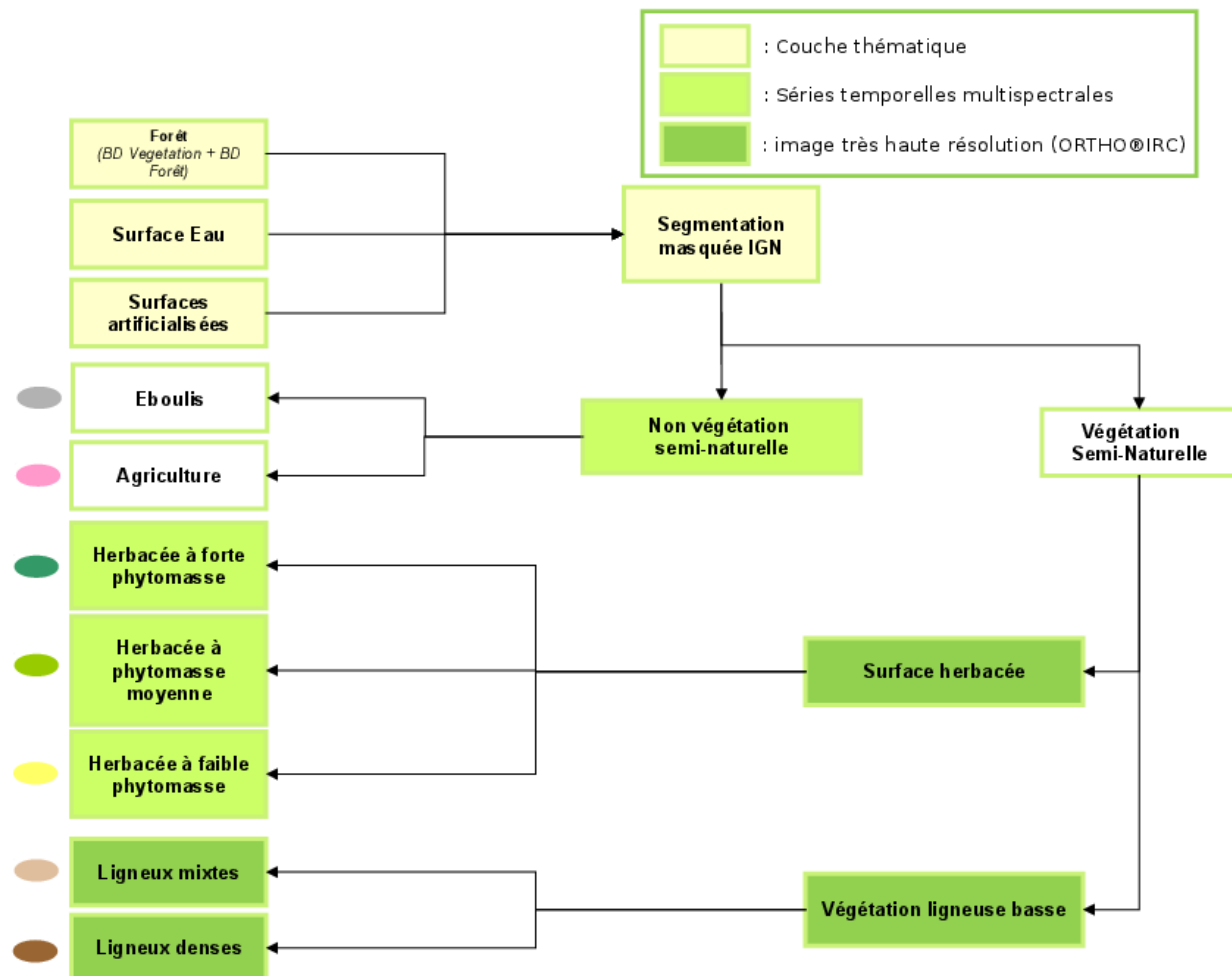 : Couche thématique
: Séries temporelles multispectrales
: image très haute résolution (ORTHO®IRC)
Forêt
(BD Vegetation + BD
Forêt)
Surface Eau
Surfaces
artificialisées
Segmentation
masquée IGN
Eboulis
Agriculture
Non végétation
semi-naturelle
Végétation
Semi-Naturelle
Herbacée à forte
phytomasse
Herbacée à
phytomasse
moyenne
Herbacée à faible
phytomasse
Surface herbacée
Ligneux mixtes
Ligneux denses
Végétation ligneuse basse